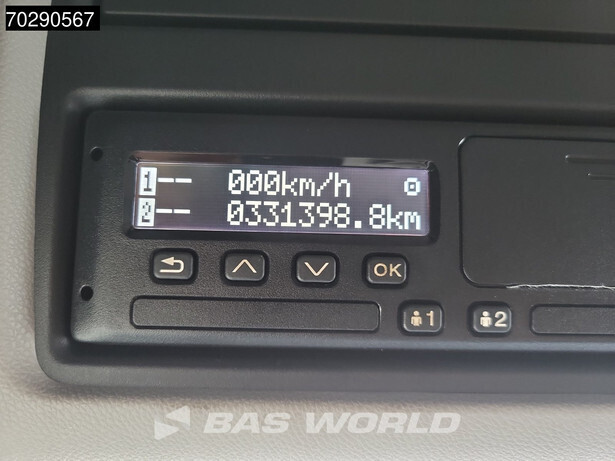 70290567
1-- 000km/h
2-- 0331398.8km
OK
1 2
BAS WORLD